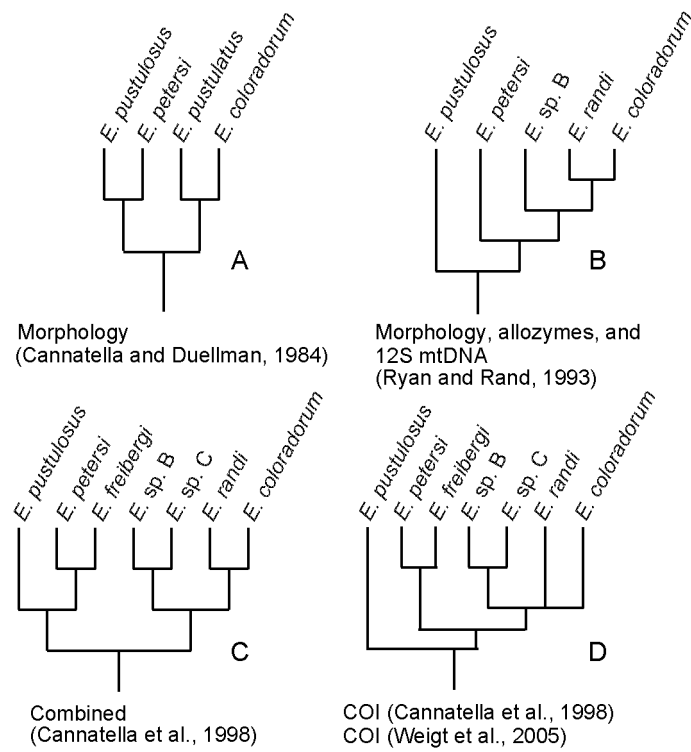 E. pustulosus
E. petersi
E. pustulatus
E. coloradorum
A
Morphology
(Cannatella and Duellman, 1984)
E. pustulosus
E. petersi
E. sp. B
E. randi
E. coloradorum
B
Morphology, allozymes, and
12S mtDNA
(Ryan and Rand, 1993)
E. pustulosus
E. petersi
E. freibergi
E. sp. B
E. sp. C
E. randi
E. coloradorum
C
Combined
(Cannatella et al., 1998)
E. pustulosus
E. petersi
E. freibergi
E. sp. B
E. sp. C
E. randi
E. coloradorum
D
COI (Cannatella et al., 1998)
COI (Weigt et al., 2005)